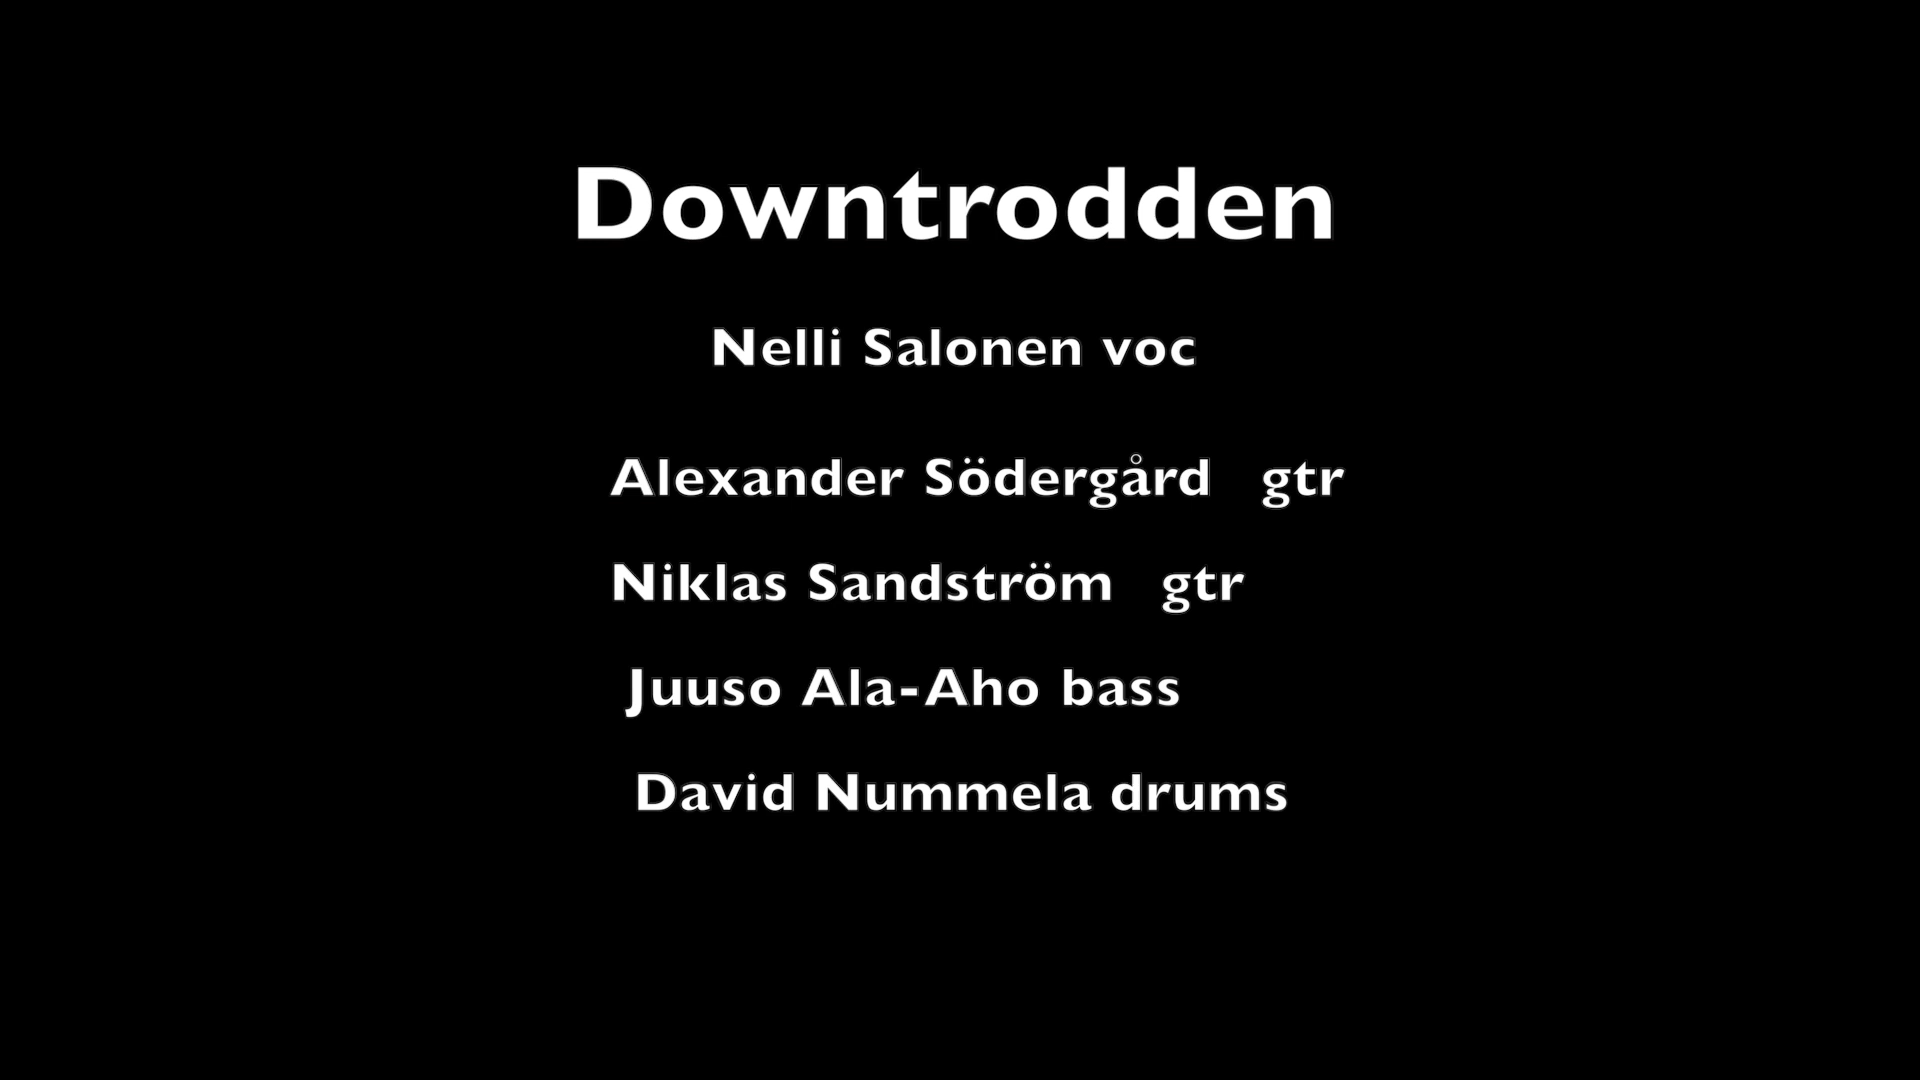 Downtrodden
Nelli Salonen voc
Alexander Södergård gtr
Niklas Sandström gtr
Juuso Ala-Aho bass
David Nummela drums